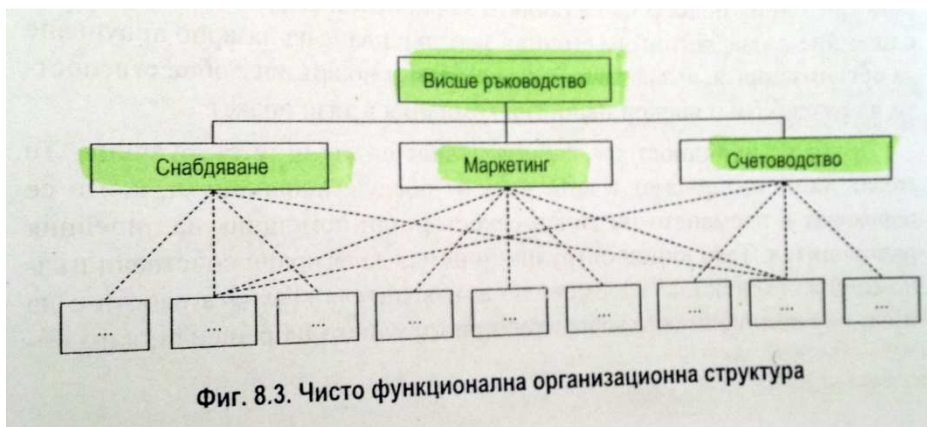 Висше ръководство
Снабдяване Маркетинг Счетоводство
... ... ... ... ... ... ... ... ...
Фиг. 8.3. Чисто функционална организационна структура